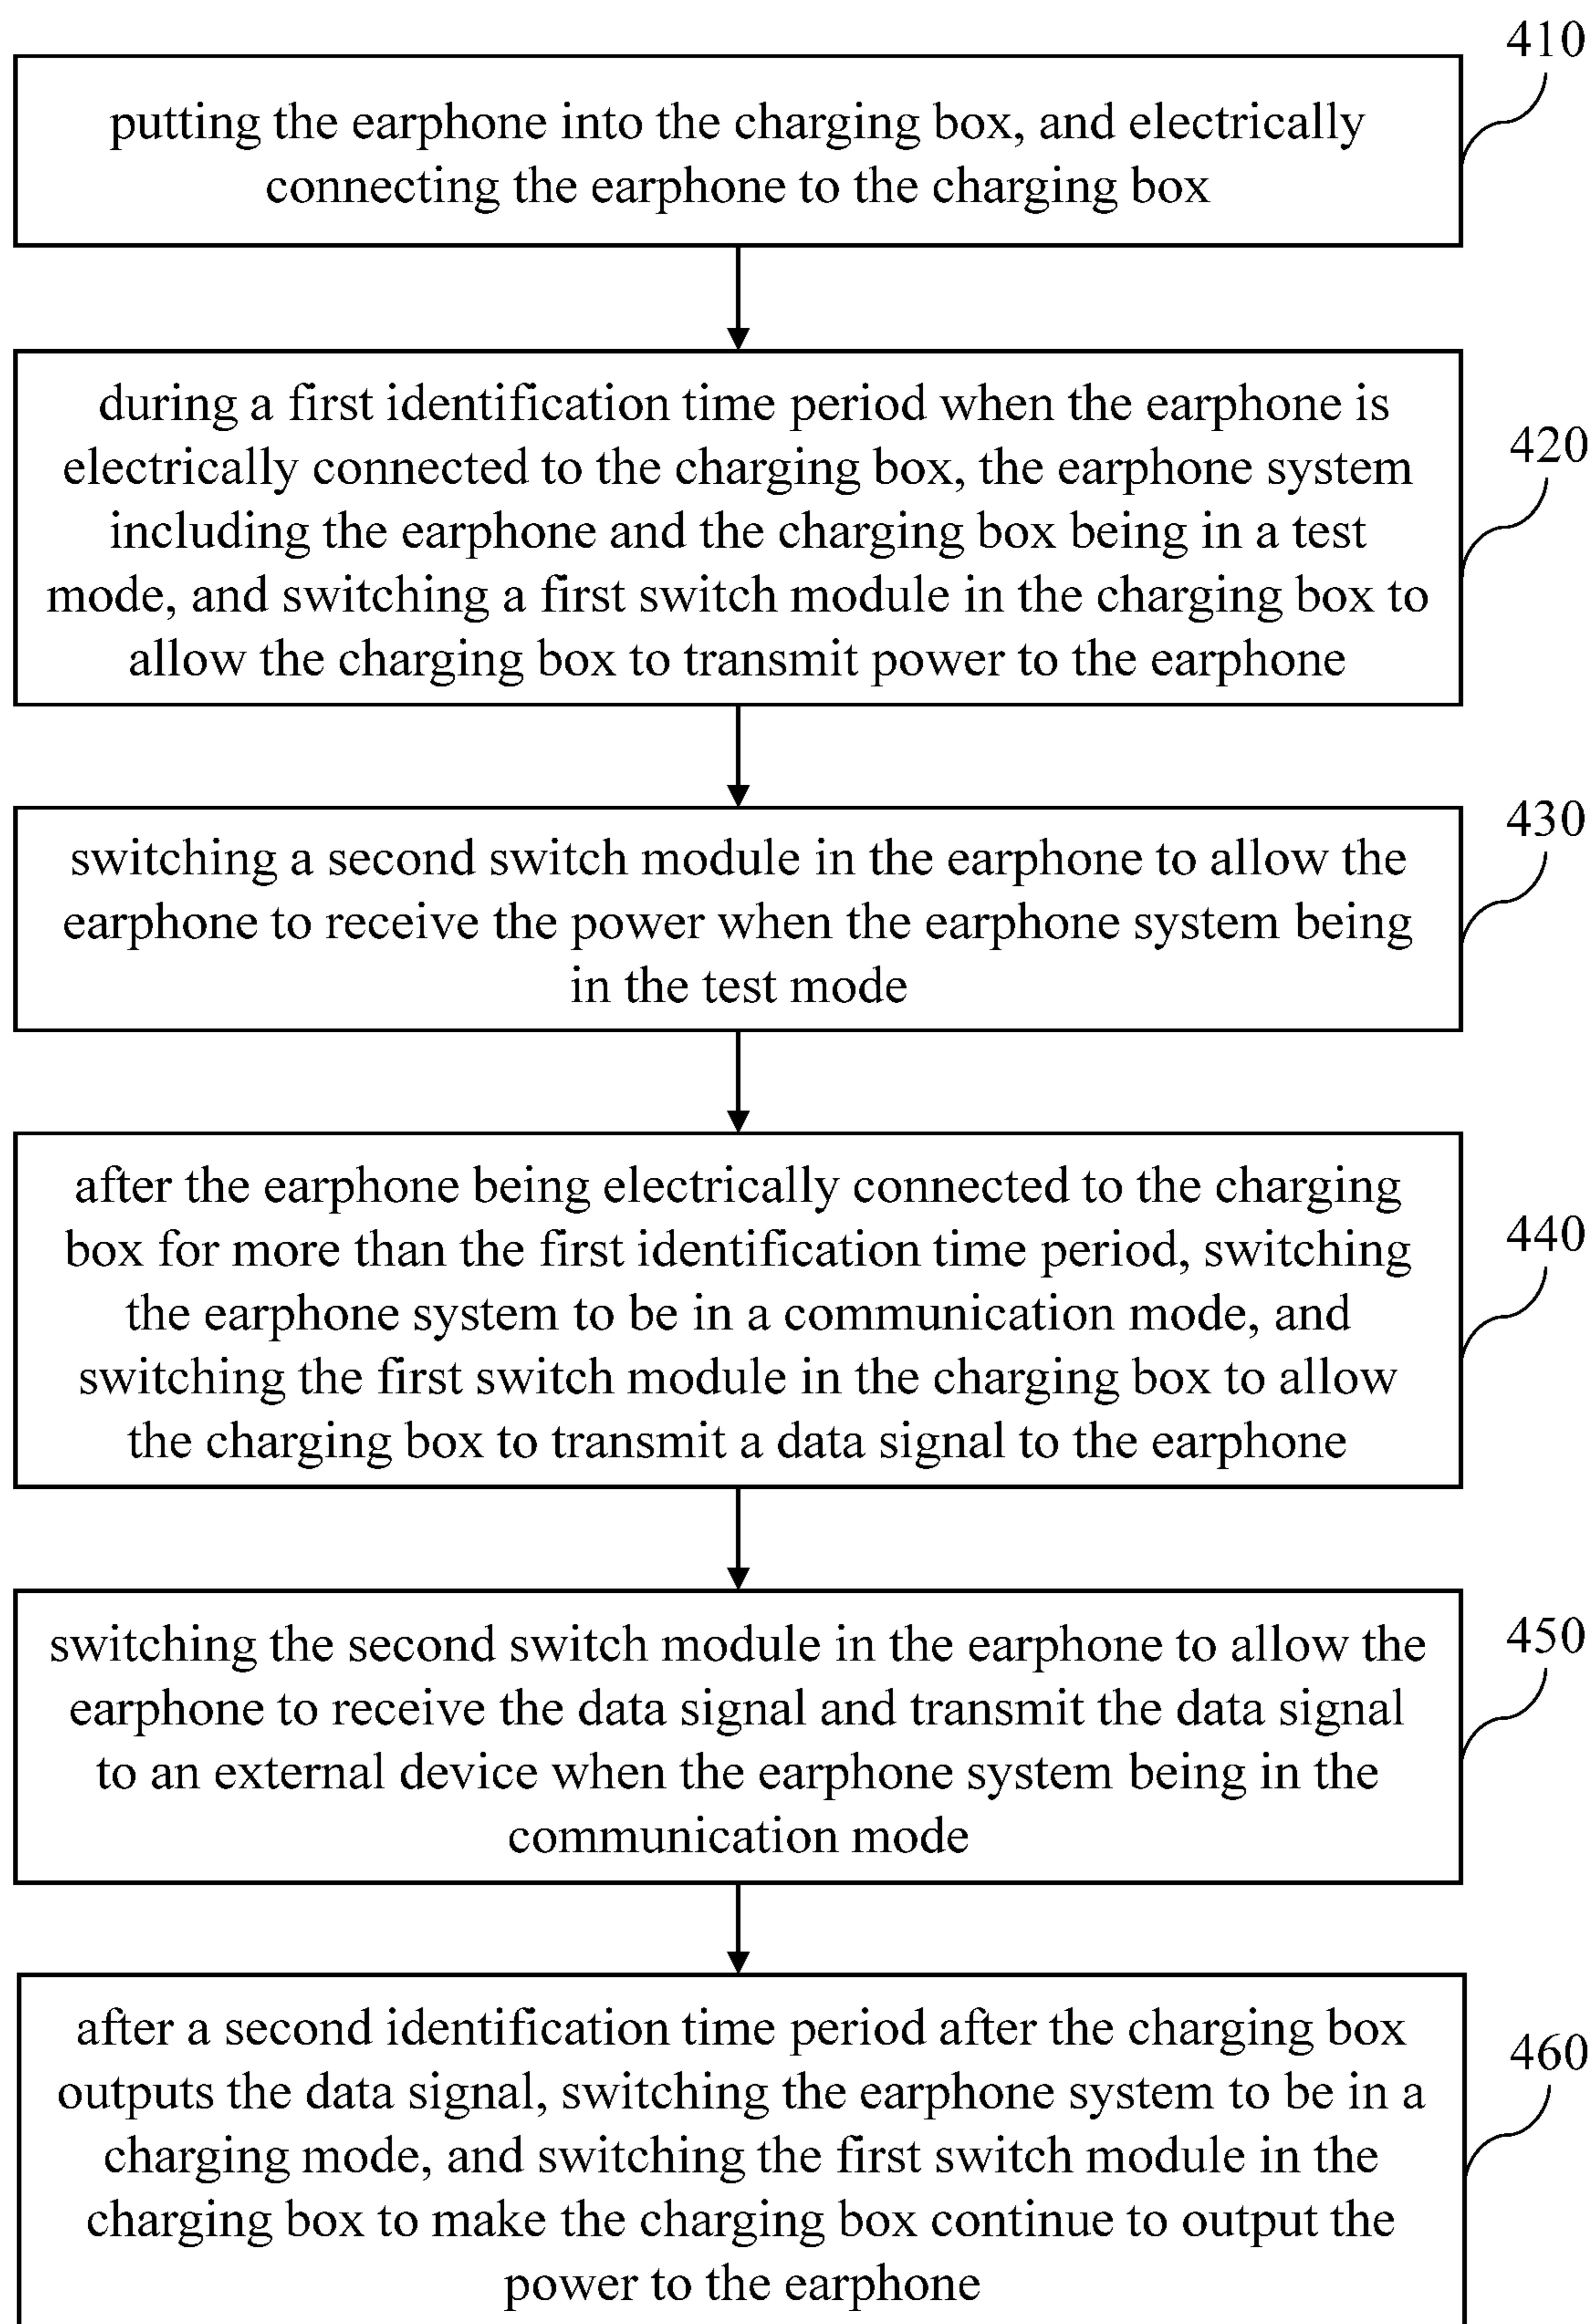 410
putting the earphone into the charging box, and electrically
connecting the earphone to the charging box
during a first identification time period when the earphone is
electrically connected to the charging box, the earphone system
including the earphone and the charging box being in a test
mode, and switching a first switch module in the charging box to
allow the charging box to transmit power to the earphone
420
switching a second switch module in the earphone to allow the
earphone to receive the power when the earphone system being
in the test mode
430
after the earphone being electrically connected to the charging
box for more than the first identification time period, switching
the earphone system to be in a communication mode, and
switching the first switch module in the charging box to allow
the charging box to transmit a data signal to the earphone
440
switching the second switch module in the earphone to allow the
earphone to receive the data signal and transmit the data signal
to an external device when the earphone system being in the
communication mode
450
after a second identification time period after the charging box
outputs the data signal, switching the earphone system to be in a
charging mode, and switching the first switch module in the
charging box to make the charging box continue to output the
power to the earphone
460